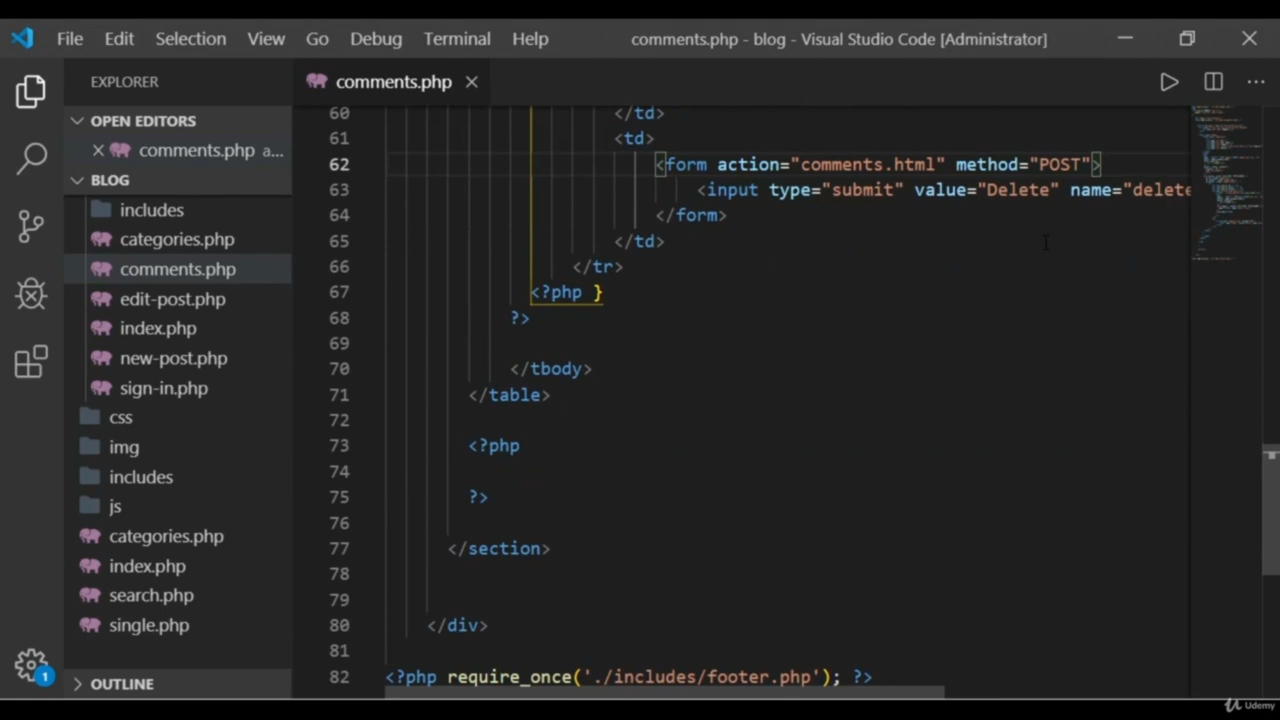 File Edit Selection View Go Debug Terminal Help comments.php - blog - Visual Studio Code [Administrator]
EXPLORER
comments.php
OPEN EDITORS
comments.php a...
BLOG
includes
categories.php
comments.php
edit-post.php
index.php
new-post.php
sign-in.php
css
img
includes
js
categories.php
index.php
search.php
single.php
OUTLINE
1
60 </td>
61 <td>
62 <form action="comments.html" method="POST">
63 <input type="submit" value="Delete" name="delete
64 </form>
65 </td>
66 </tr>
67 <?php }
68 ?>
69
70 </tbody>
71 </table>
72
73 <?php
74
75 ?>
76
77 </section>
78
79
80 </div>
81
82 <?php require_once('./includes/footer.php'); ?>
Udemy